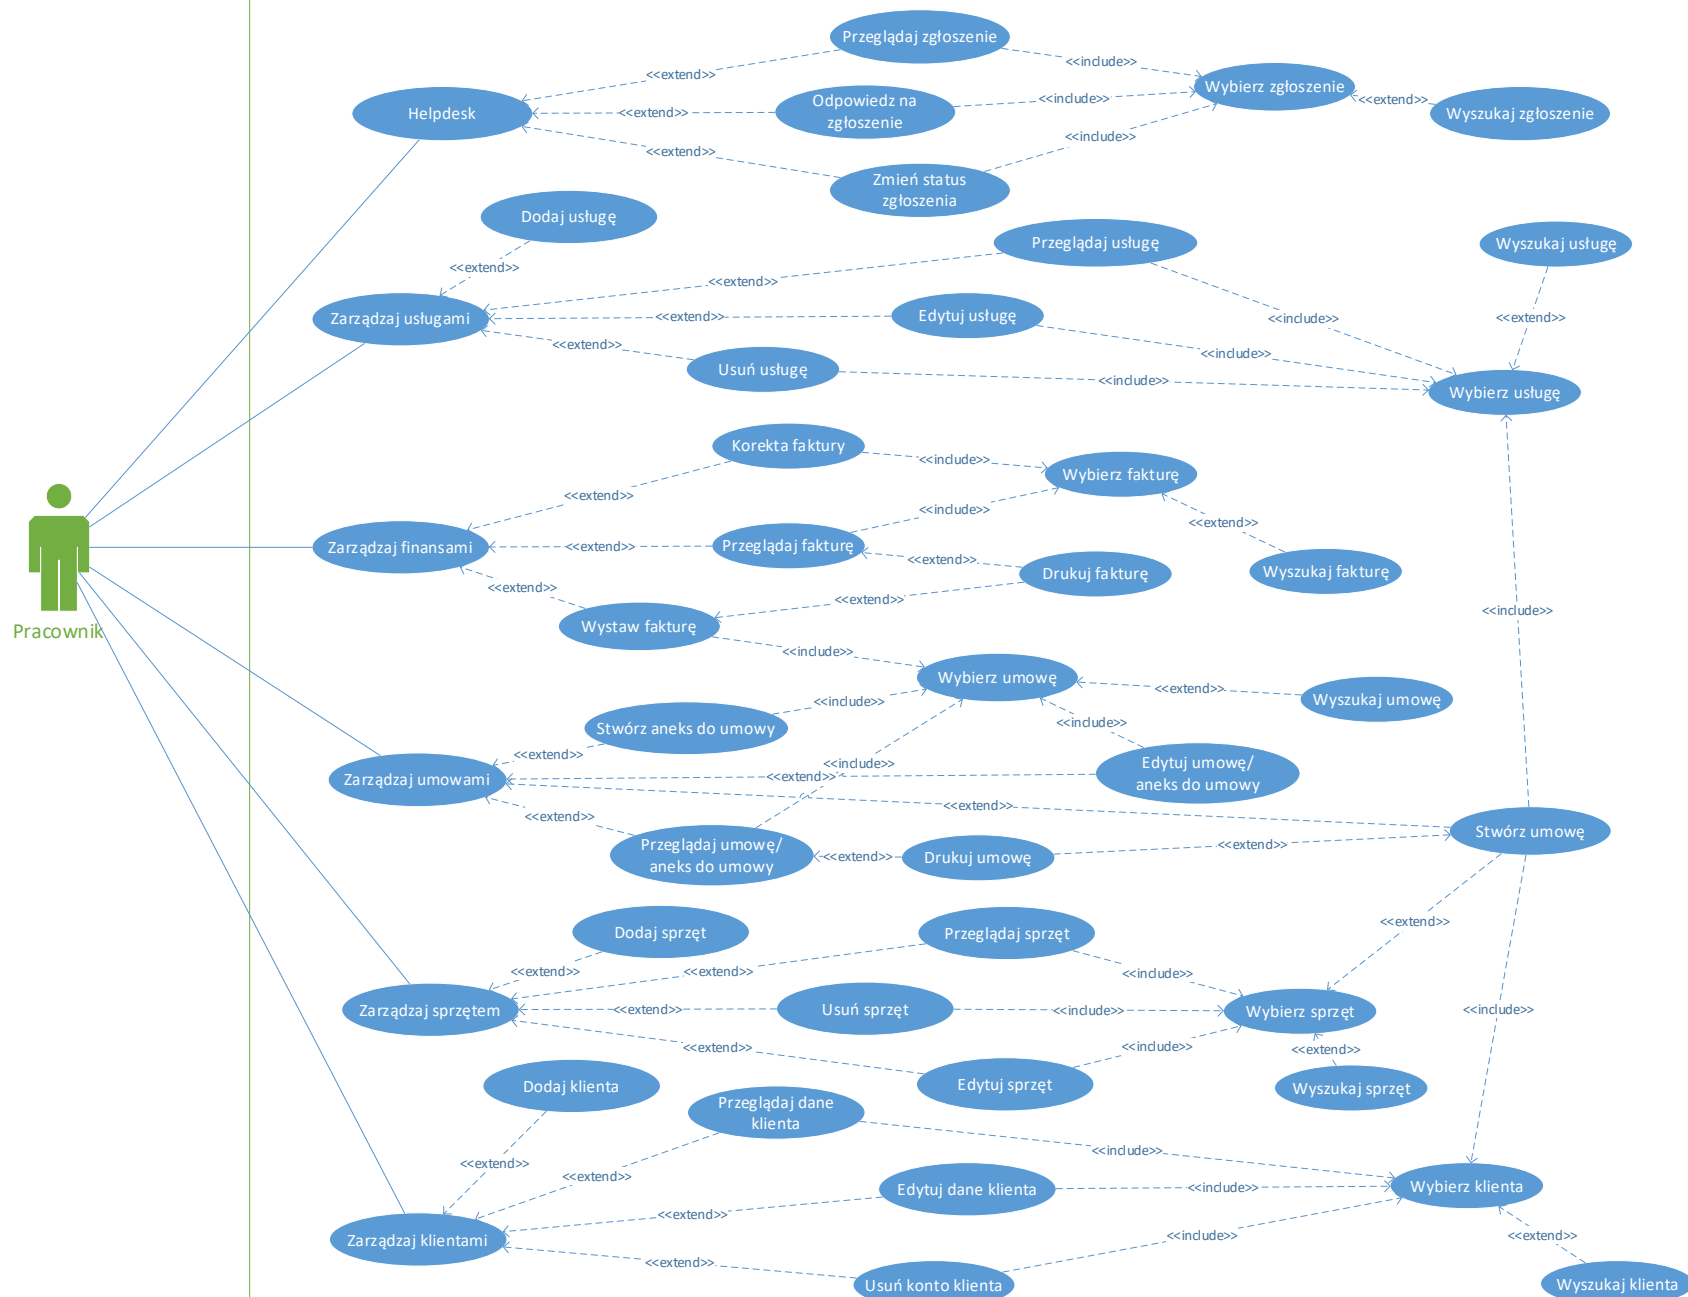 Przeglądaj zgłoszenie
<<include>>
<<extend>>
Wybierz zgłoszenie
Odpowiedz na
zgłoszenie
<<include>>
<<extend>>
Helpdesk
<<extend>>
Wyszukaj zgłoszenie
<<include>>
<<extend>>
Zmień status
zgłoszenia
Dodaj usługę
Przeglądaj usługę
Wyszukaj usługę
<<extend>>
<<extend>>
Zarządzaj usługami
<<extend>>
Edytuj usługę
<<include>>
<<extend>>
<<extend>>
<<include>>
Usuń usługę
<<include>>
Wybierz usługę
Korekta faktury
<<include>>
Wybierz fakturę
<<extend>>
<<include>>
<<extend>>
Zarządzaj finansami
<<extend>>
Przeglądaj fakturę
<<extend>>
Drukuj fakturę
Wyszukaj fakturę
<<extend>>
<<extend>>
<<include>>
Pracownik
Wystaw fakturę
<<include>>
Wybierz umowę
<<extend>>
Wyszukaj umowę
<<include>>
Stwórz aneks do umowy
<<include>>
<<extend>>
<<include>>
Edytuj umowę/
aneks do umowy
Zarządzaj umowami
<<extend>>
<<extend>>
<<extend>>
Przeglądaj umowę/
aneks do umowy
<<extend>>
Drukuj umowę
<<extend>>
Stwórz umowę
<<extend>>
Dodaj sprzęt
Przeglądaj sprzęt
<<extend>>
<<extend>>
<<include>>
Zarządzaj sprzętem
<<extend>>
Usuń sprzęt
<<include>>
Wybierz sprzęt
<<include>>
<<extend>>
<<include>>
<<extend>>
Edytuj sprzęt
Wyszukaj sprzęt
Dodaj klienta
Przeglądaj dane
klienta
<<include>>
<<extend>>
<<extend>>
Edytuj dane klienta
<<include>>
Wybierz klienta
<<extend>>
Zarządzaj klientami
<<include>>
<<extend>>
<<extend>>
Usuń konto klienta
Wyszukaj klienta